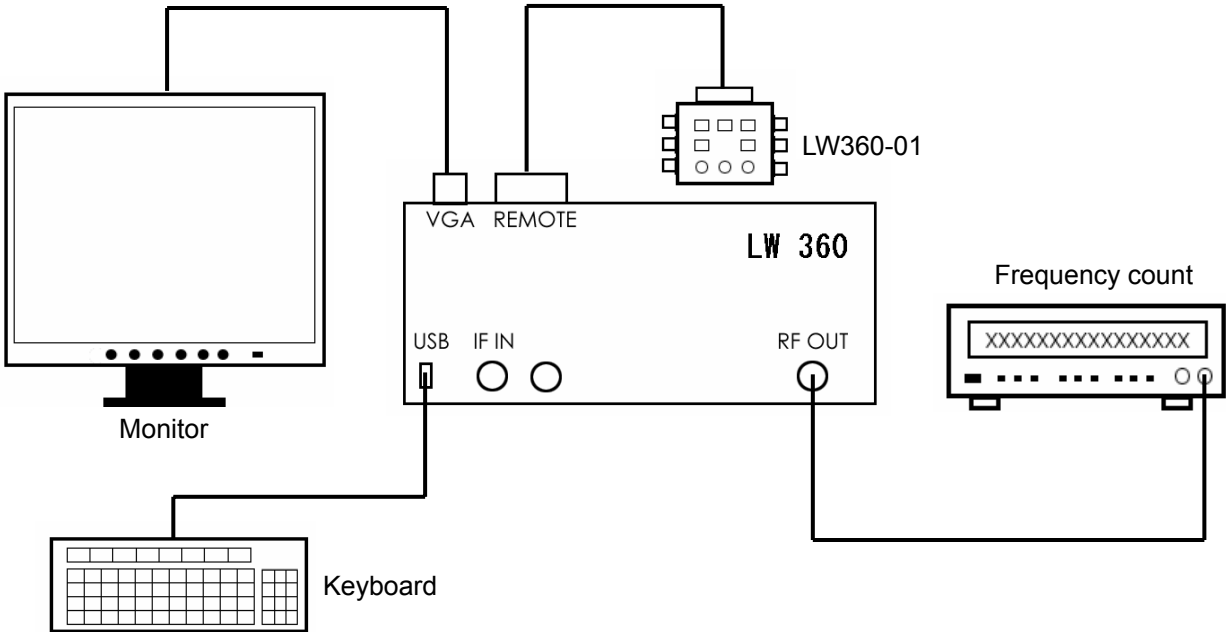 LW360-01
VGA REMOTE
LW 360
Frequency count
USB IF IN RF OUT
XXXXXXXXXXXXXXXX
Monitor
Keyboard